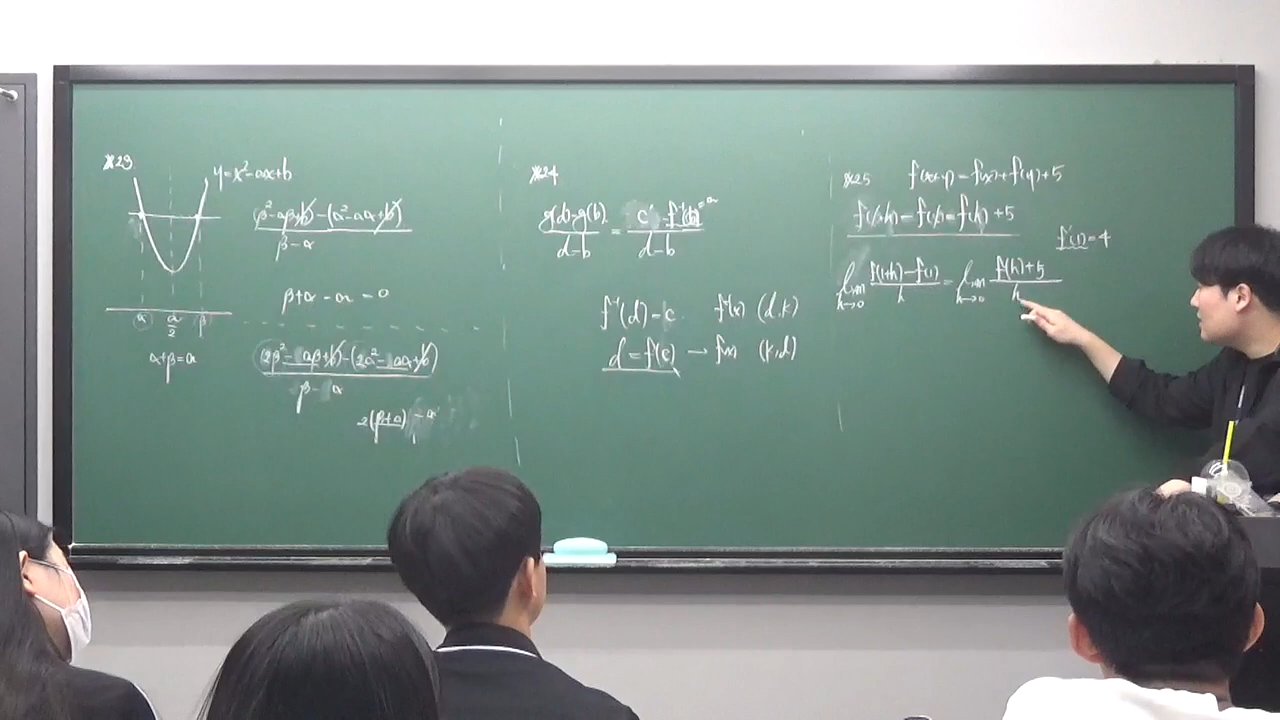 ※23.
y=x²-ax+b
β²-aβ+b-(α²-aα+b)
β-α
β+α-a=0
α
a/2
β
α+β=a
(2β²-aβ+b)-(2α²-aα+b)
β-α
2(β+α)-a
※24
g(d)-g(b)
d-b
=
d-b
f⁻¹(d)=c
f⁻¹(x) (d,k)
d=f(c) → f(x) (k,d)
※25
f(x+y)=f(x)+f(y)+5
+5
f'(1)=4
lim h→0 f(1+h)-f(1)/h = lim h→0 f(h)+5/h